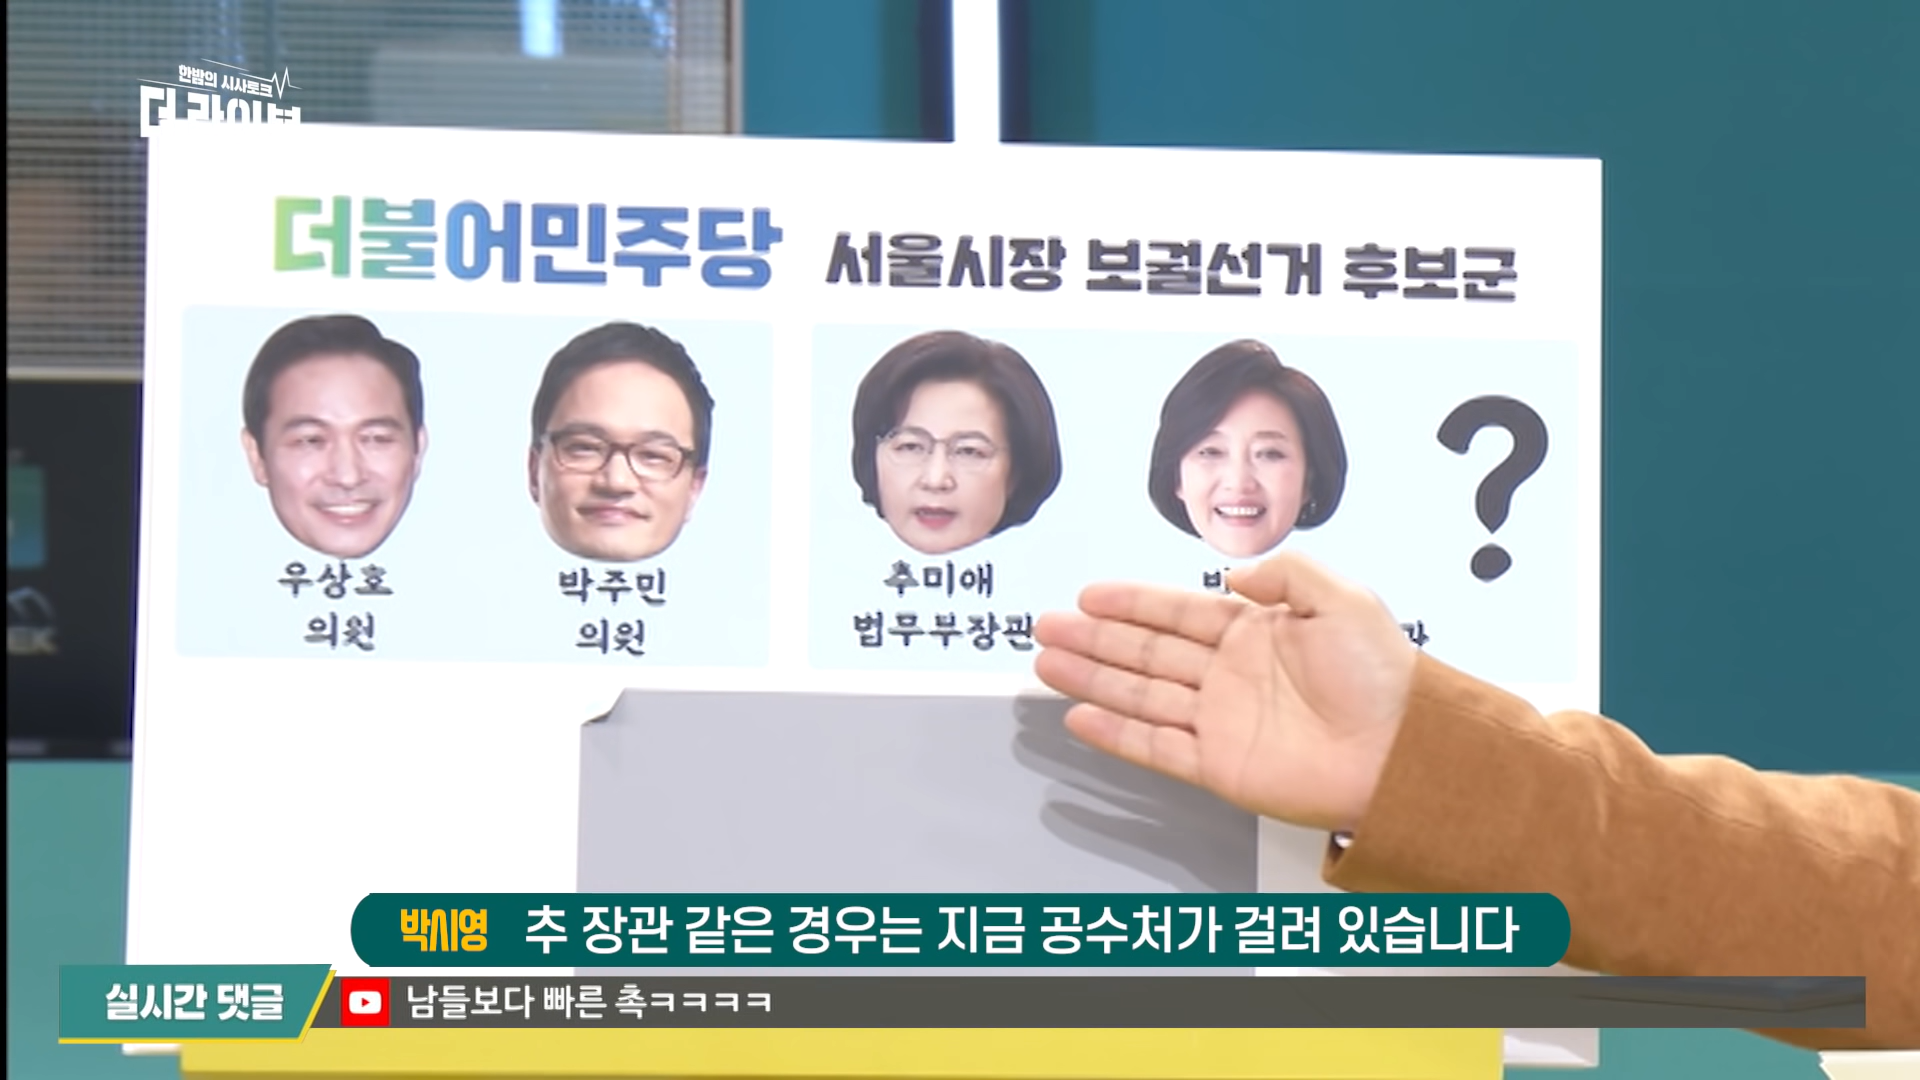 한밤의 시사토크
더 라이브
더불어민주당 서울시장 보궐선거 후보군
우상호
의원
박주민
의원
추미애
법무부장관
?
박시영 추 장관 같은 경우는 지금 공수처가 걸려 있습니다
실시간 댓글 남들보다 빠른 촉ㅋㅋㅋㅋ